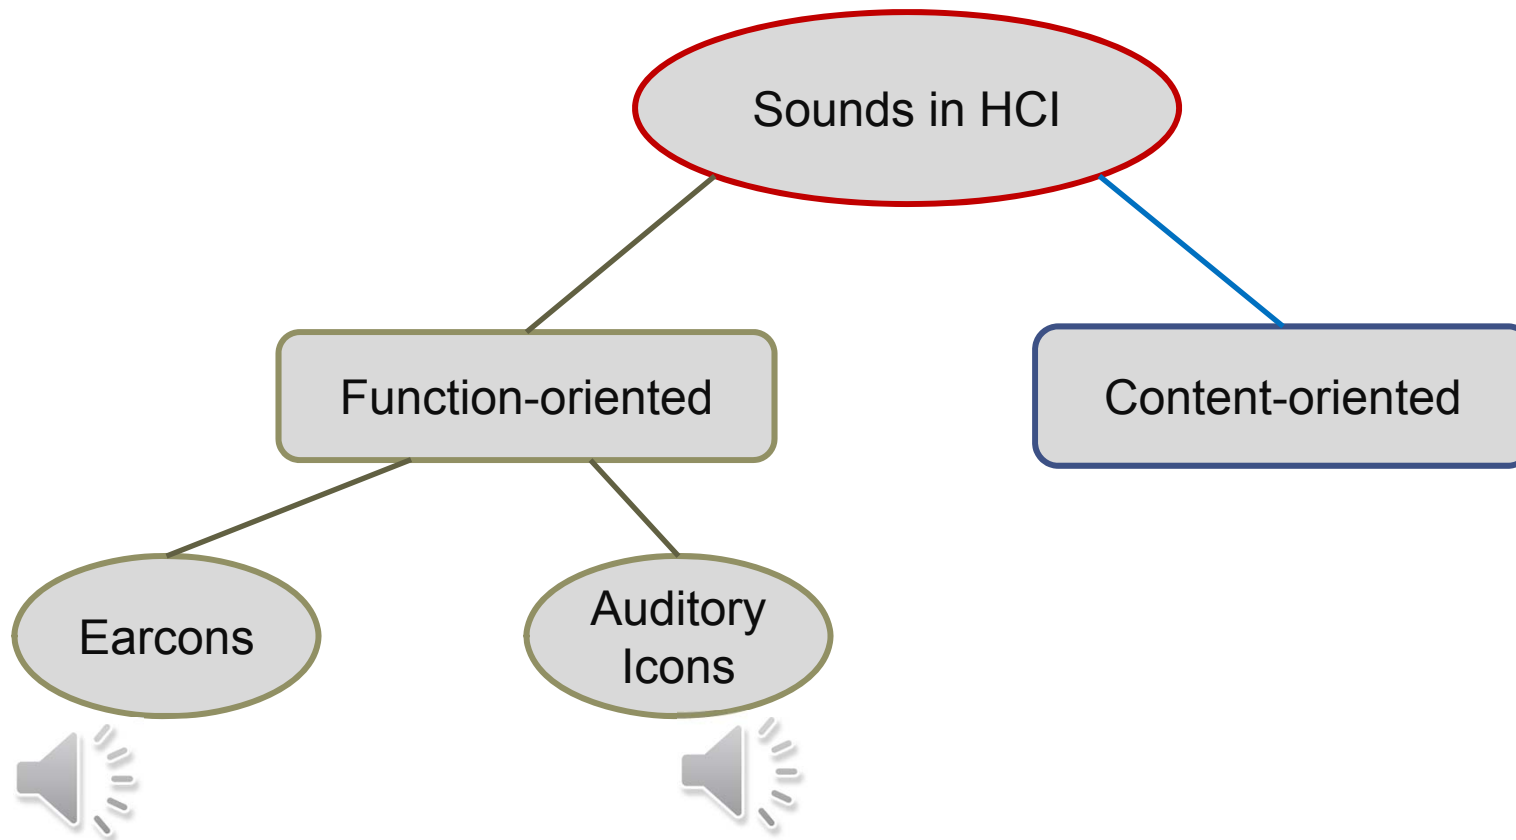 Sounds in HCI
Function-oriented
Content-oriented
Earcons
Auditory
Icons